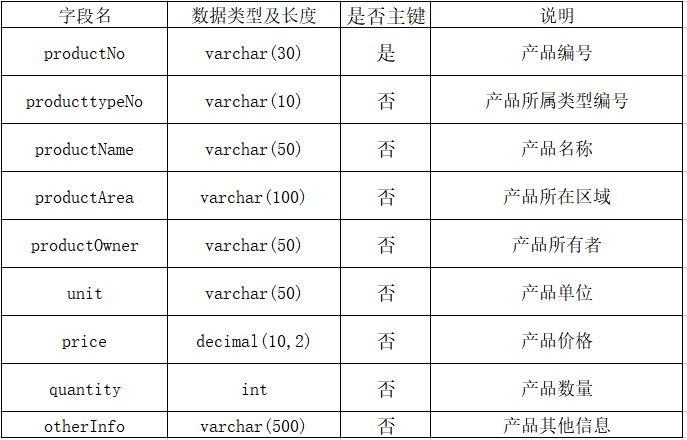 字段名 数据类型及长度 是否主键 说明
productNo varchar(30) 是 产品编号
producttypeNo varchar(10) 否 产品所属类型编号
productName varchar(50) 否 产品名称
productArea varchar(100) 否 产品所在区域
productOwner varchar(50) 否 产品所有者
unit varchar(50) 否 产品单位
price decimal(10,2) 否 产品价格
quantity int 否 产品数量
otherInfo varchar(500) 否 产品其他信息